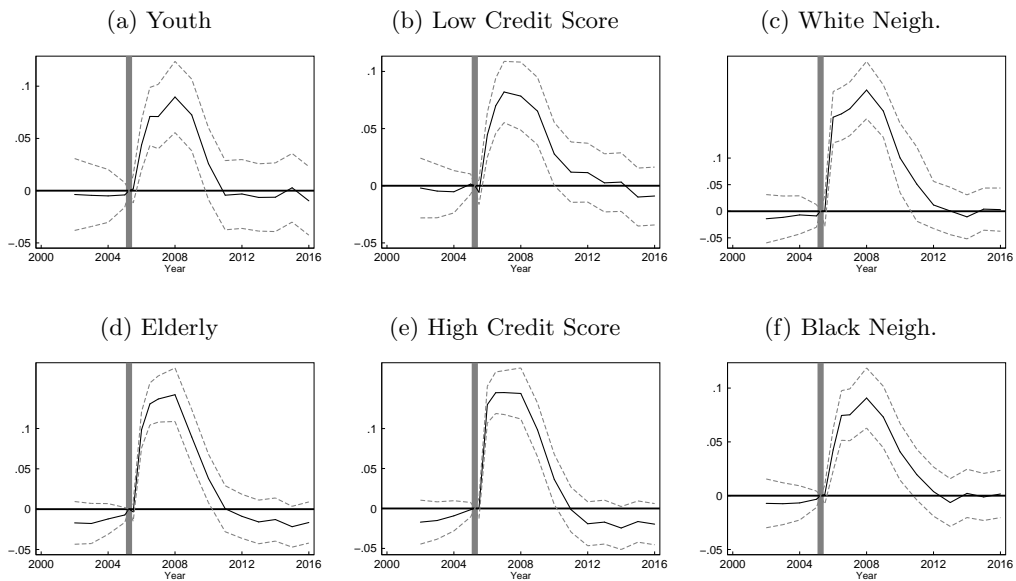 (a) Youth
(b) Low Credit Score
(c) White Neigh.
.1
.05
0
-.05
2000 2004 2008 2012 2016
Year
.1
.05
0
-.05
2000 2004 2008 2012 2016
Year
.1
.05
0
-.05
2000 2004 2008 2012 2016
Year
(d) Elderly
(e) High Credit Score
(f) Black Neigh.
.1
.05
0
-.05
2000 2004 2008 2012 2016
Year
.1
.05
0
-.05
2000 2004 2008 2012 2016
Year
.1
.05
0
-.05
2000 2004 2008 2012 2016
Year